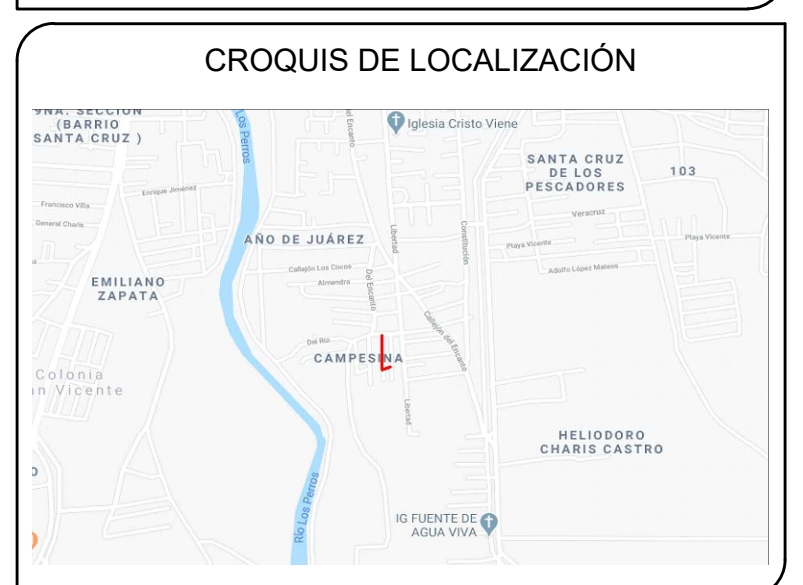 CROQUIS DE LOCALIZACIÓN
9NA. SECCIÓN
(BARRIO
SANTA CRUZ )
Los Perros
el Encanto
Iglesia Cristo Viene
SANTA CRUZ
DE LOS
PESCADORES
103
Enrique Jiménez
Francisco Villa
General Charis
Veracruz
Libertad
Constitución
AÑO DE JUÁREZ
Playa Vicente
Playa Vicente
Callejón Los Cocos
Del Encanto
Adolfo López Mateos
Almendra
EMILIANO
ZAPATA
Callejón del Encanto
Del Río
CAMPESINA
Colonia
n Vicente
Libertad
HELIODORO
CHARIS CASTRO
O
Río Los Perros
IG FUENTE DE
AGUA VIVA